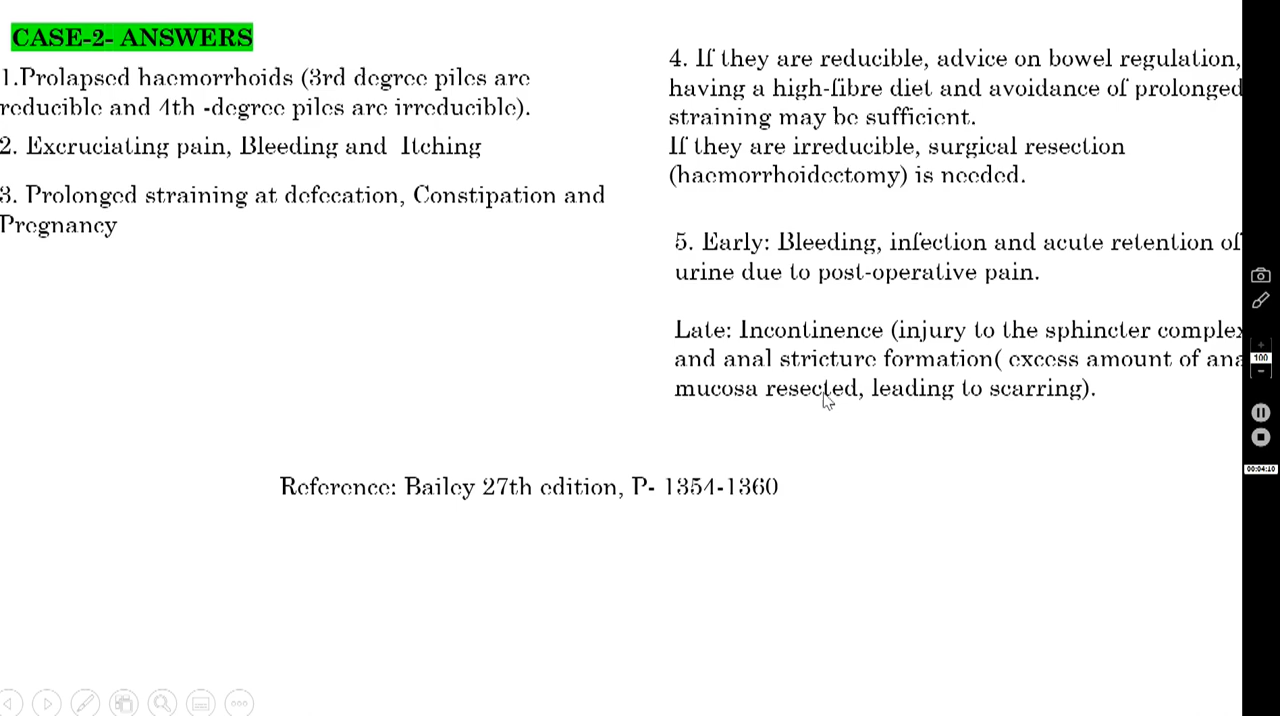 CASE-2- ANSWERS
1.Prolapsed haemorrhoids (3rd degree piles are
reducible and 4th -degree piles are irreducible).
2. Excruciating pain, Bleeding and Itching
3. Prolonged straining at defecation, Constipation and
Pregnancy
4. If they are reducible, advice on bowel regulation,
having a high-fibre diet and avoidance of prolonged
straining may be sufficient.
If they are irreducible, surgical resection
(haemorrhoidectomy) is needed.
5. Early: Bleeding, infection and acute retention of
urine due to post-operative pain.
Late: Incontinence (injury to the sphincter complex
and anal stricture formation( excess amount of ana
mucosa resected, leading to scarring).
Reference: Bailey 27th edition, P- 1354-1360
100
00:04:10